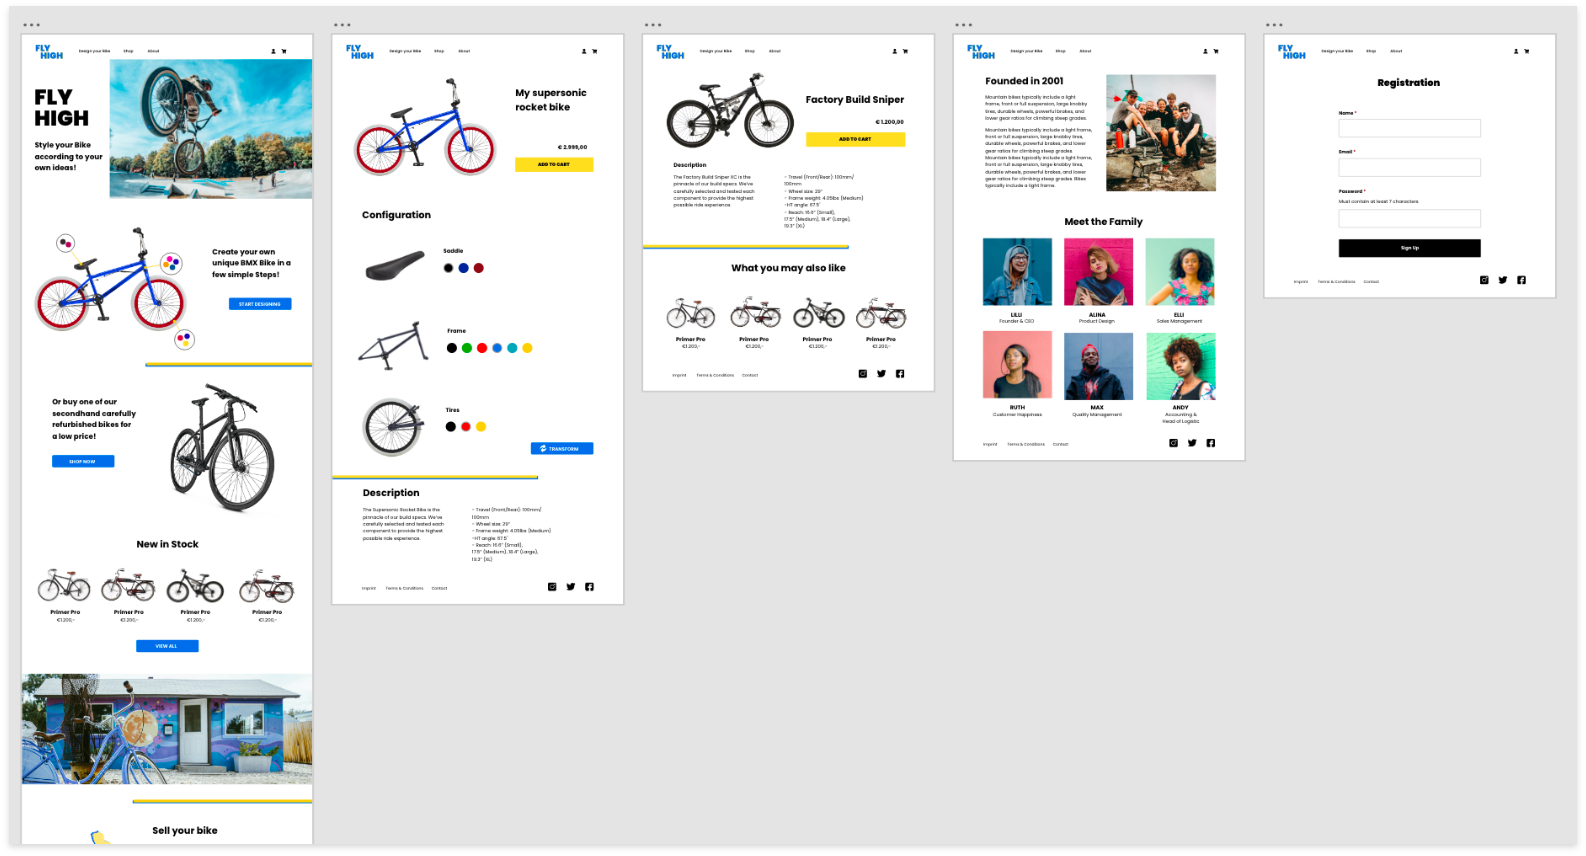 FLY
HIGH
Design your Bike Shop About
FLY
HIGH
Style your Bike
according to your
own ideas!
Create your own
unique BMX Bike in a
few simple Steps!
START DESIGNING
Or buy one of our
secondhand carefully
refurbished bikes for
a low price!
SHOP NOW
New in Stock
Primer Pro Primer Pro Primer Pro Primer Pro
€1.200,- €1.200,- €1.200,- €1.200,-
VIEW ALL
Sell your bike
FLY
HIGH
Design your Bike Shop About
My supersonic
rocket bike
€ 2.999,00
ADD TO CART
Configuration
Saddle
Frame
Tires
TRANSFORM
Description
The Supersonic Rocket Bike is the
pinnacle of our build specs. We've
carefully selected and tested each
component to provide the highest
possible ride experience.
- Travel (Front/Rear): 100mm/
100mm
- Wheel size: 29"
- Frame weight: 4.05lbs (Medium)
-HT angle: 67.5°
- Reach: 16.6" (Small),
17.5" (Medium), 18.4" (Large),
19.3" (XL)
Imprint Terms & Conditions Contact
FLY
HIGH
Design your Bike Shop About
Factory Build Sniper
€ 1.200,00
ADD TO CART
Description
The Factory Build Sniper XC is the
pinnacle of our build specs. We've
carefully selected and tested each
component to provide the highest
possible ride experience.
- Travel (Front/Rear): 100mm/
100mm
- Wheel size: 29"
- Frame weight: 4.05lbs (Medium)
-HT angle: 67.5°
- Reach: 16.6" (Small),
17.5" (Medium), 18.4" (Large),
19.3" (XL)
What you may also like
Primer Pro Primer Pro Primer Pro Primer Pro
€1.200,- €1.200,- €1.200,- €1.200,-
Imprint Terms & Conditions Contact
FLY
HIGH
Design your Bike Shop About
Founded in 2001
Mountain bikes typically include a light
frame, front or full suspension, large knobby
tires, durable wheels, powerful brakes, and
lower gear ratios for climbing steep grades.
Mountain bikes typically include a light frame,
front or full suspension, large knobby tires,
durable wheels, powerful brakes, and lower
gear ratios for climbing steep grades.
Mountain bikes typically include a light frame,
front or full suspension, large knobby tires,
durable wheels, powerful brakes, and lower
gear ratios for climbing steep grades. Bikes
typically include a light frame.
Meet the Family
LILLI ALINA ELLI
Founder & CEO Product Design Sales Management
RUTH MAX ANDY
Customer Happiness Quality Management Accounting &
Head of Logistic
Imprint Terms & Conditions Contact
FLY
HIGH
Design your Bike Shop About
Registration
Name *
Email *
Password *
Must contain at least 7 characters.
Sign Up
Imprint Terms & Conditions Contact